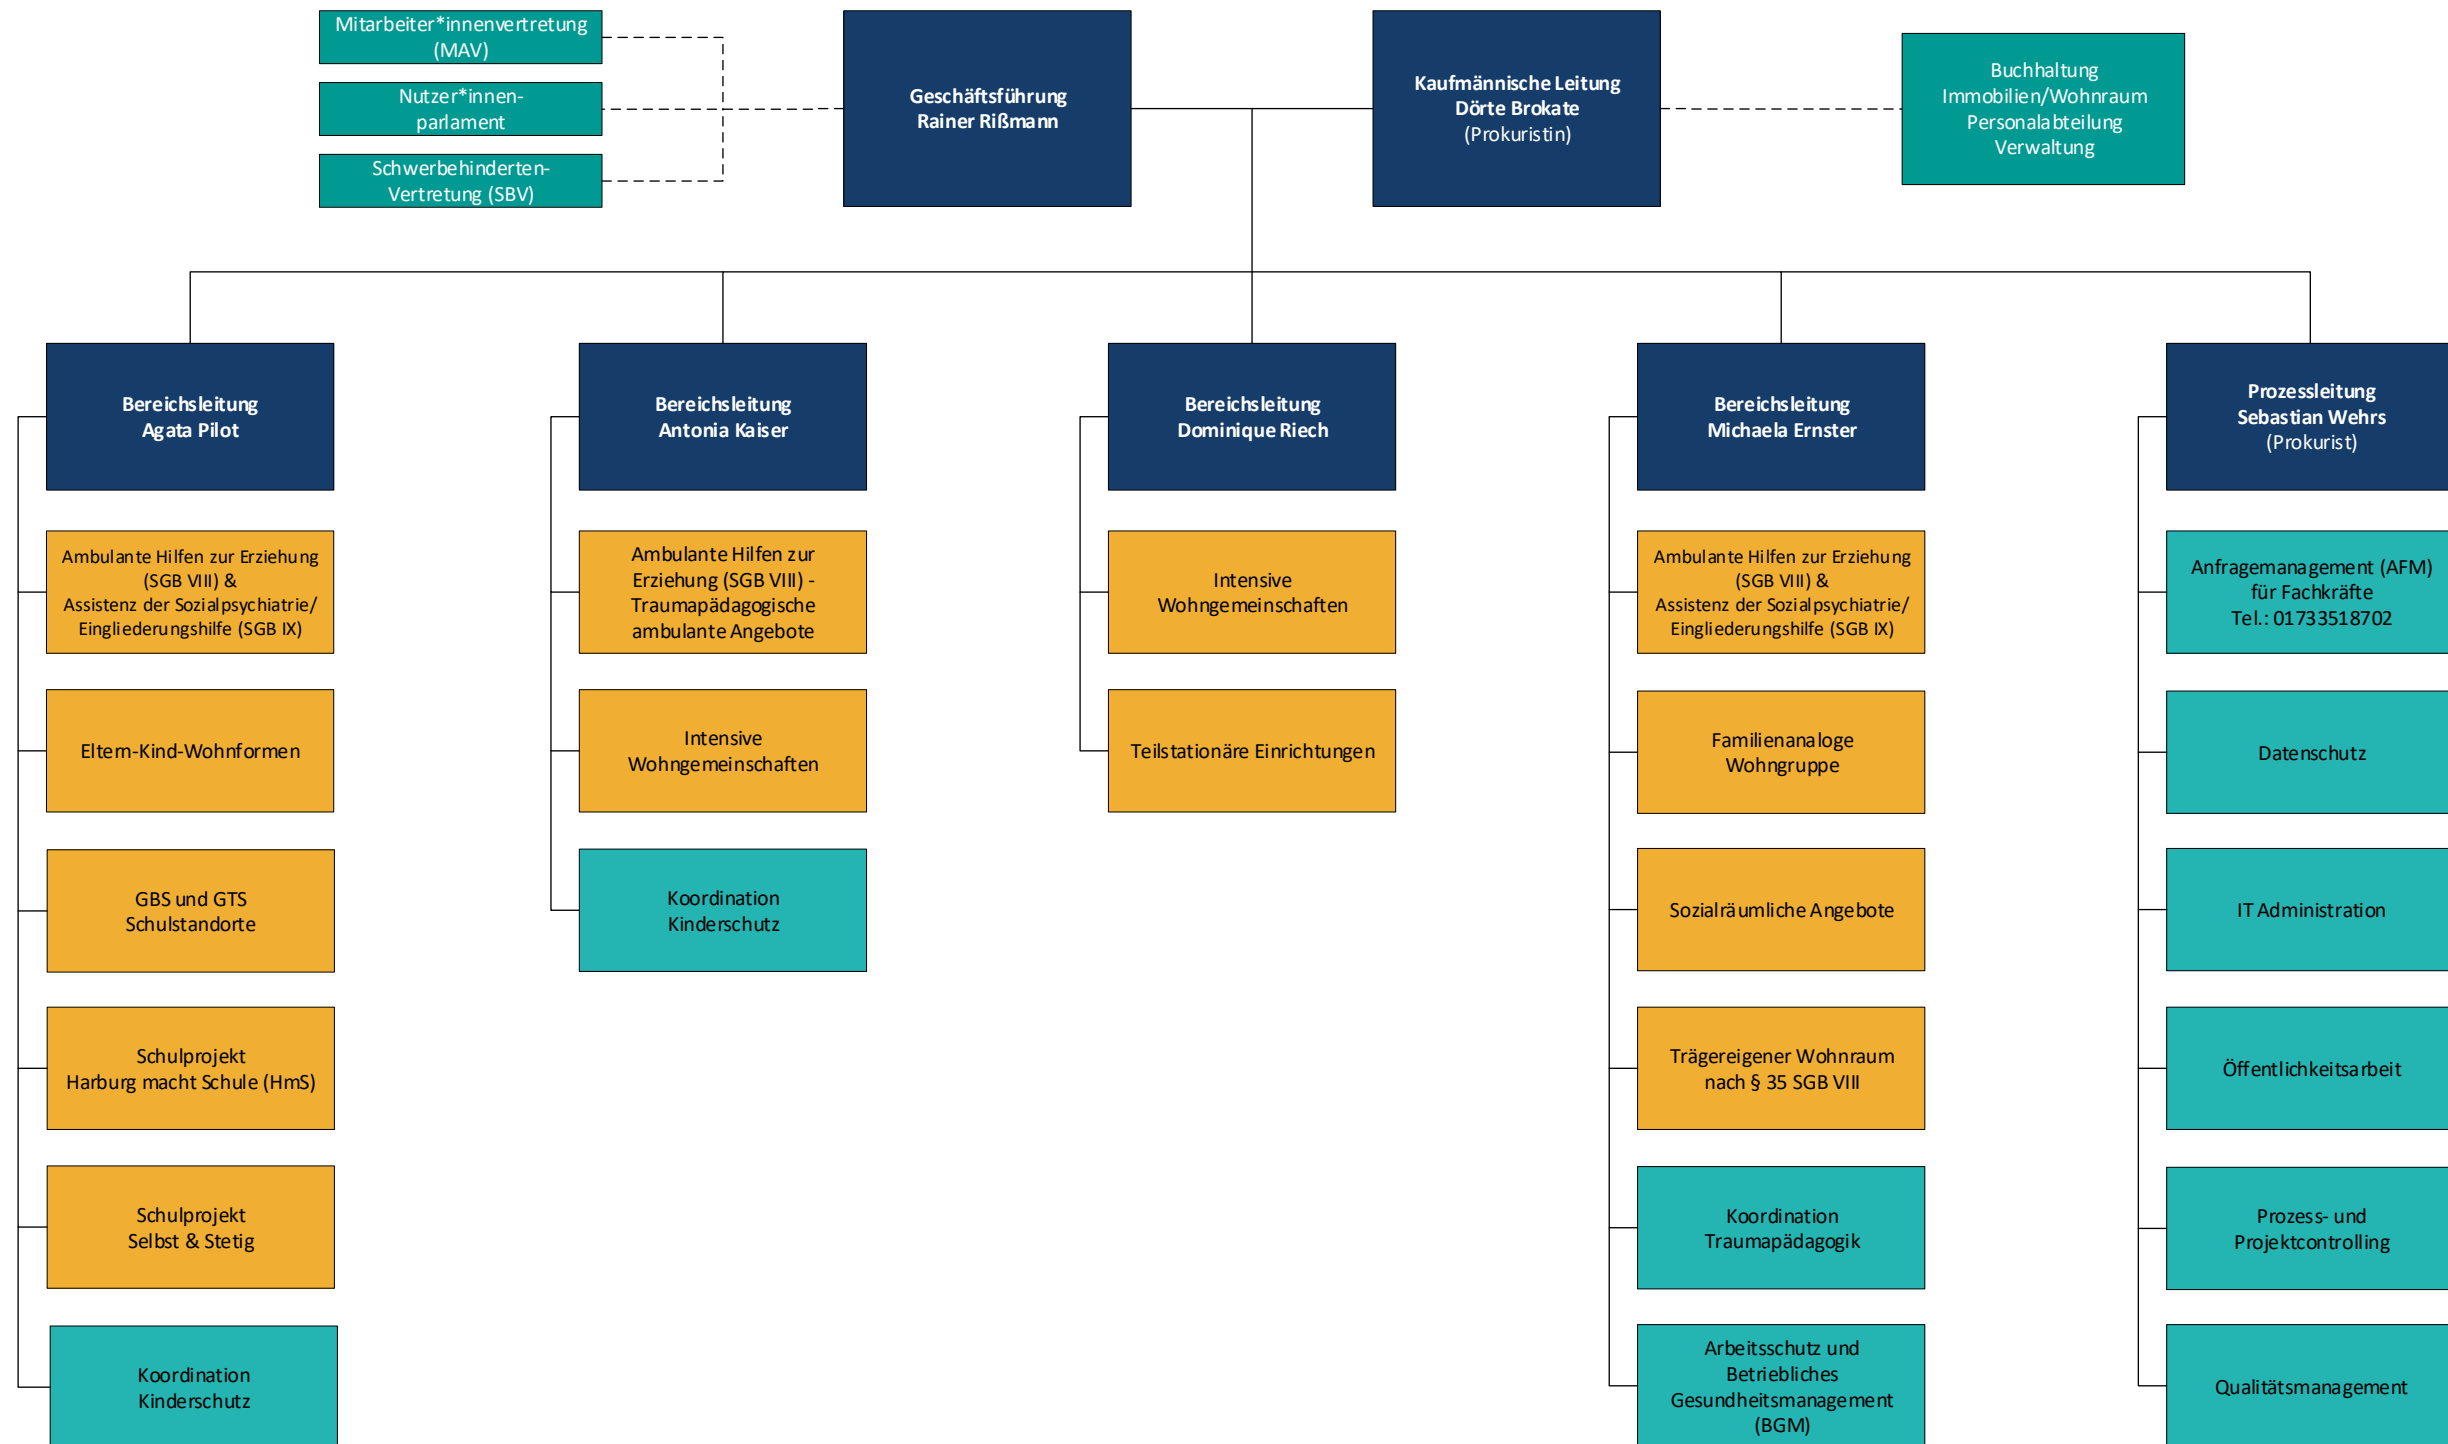 Mitarbeiter*innenvertretung
(MAV)
Nutzer*innen-
parlament
Schwerbehinderten-
Vertretung (SBV)
Geschäftsführung
Rainer Rißmann
Kaufmännische Leitung
Dörte Brokate
(Prokuristin)
Buchhaltung
Immobilien/Wohnraum
Personalabteilung
Verwaltung
Bereichsleitung
Agata Pilot
Ambulante Hilfen zur Erziehung
(SGB VIII) &
Assistenz der Sozialpsychiatrie/
Eingliederungshilfe (SGB IX)
Eltern-Kind-Wohnformen
GBS und GTS
Schulstandorte
Schulprojekt
Harburg macht Schule (HmS)
Schulprojekt
Selbst & Stetig
Koordination
Kinderschutz
Bereichsleitung
Antonia Kaiser
Ambulante Hilfen zur
Erziehung (SGB VIII) -
Traumapädagogische
ambulante Angebote
Intensive
Wohngemeinschaften
Koordination
Kinderschutz
Bereichsleitung
Dominique Riech
Intensive
Wohngemeinschaften
Teilstationäre Einrichtungen
Bereichsleitung
Michaela Ernster
Ambulante Hilfen zur Erziehung
(SGB VIII) &
Assistenz der Sozialpsychiatrie/
Eingliederungshilfe (SGB IX)
Familienanaloge
Wohngruppe
Sozialräumliche Angebote
Trägereigener Wohnraum
nach § 35 SGB VIII
Koordination
Traumapädagogik
Arbeitsschutz und
Betriebliches
Gesundheitsmanagement
(BGM)
Prozessleitung
Sebastian Wehrs
(Prokurist)
Anfragemanagement (AFM)
für Fachkräfte
Tel.: 01733518702
Datenschutz
IT Administration
Öffentlichkeitsarbeit
Prozess- und
Projektcontrolling
Qualitätsmanagement